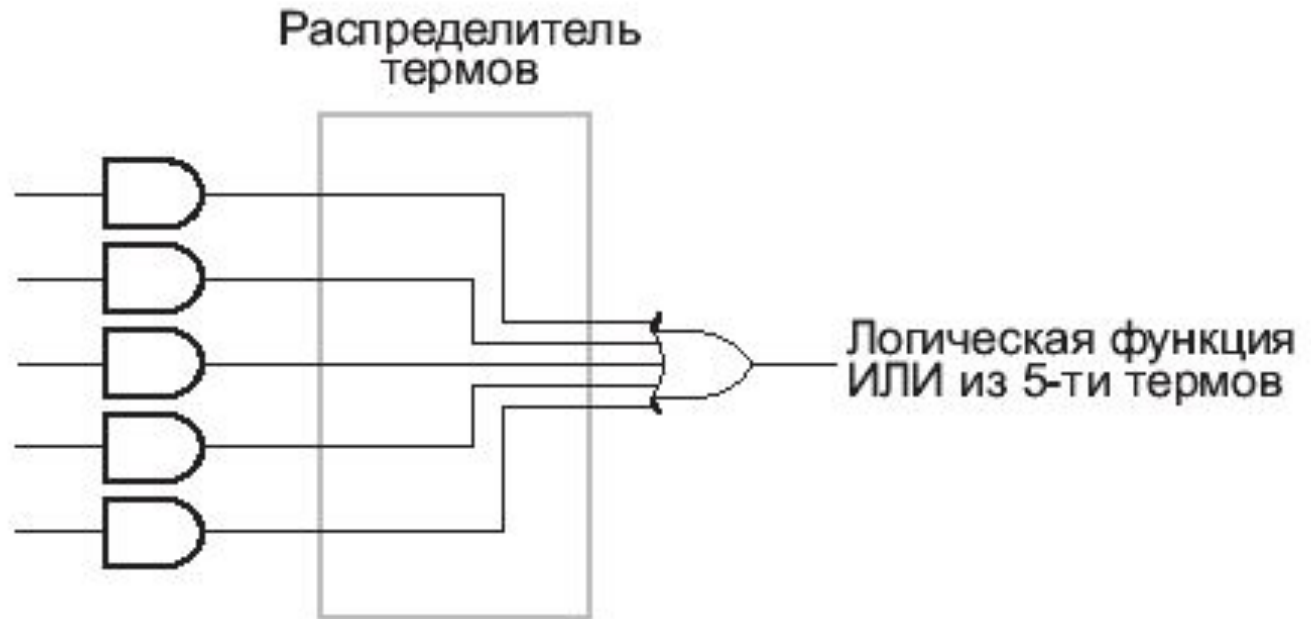 Распределитель
термов
Логическая функция
ИЛИ из 5-ти термов